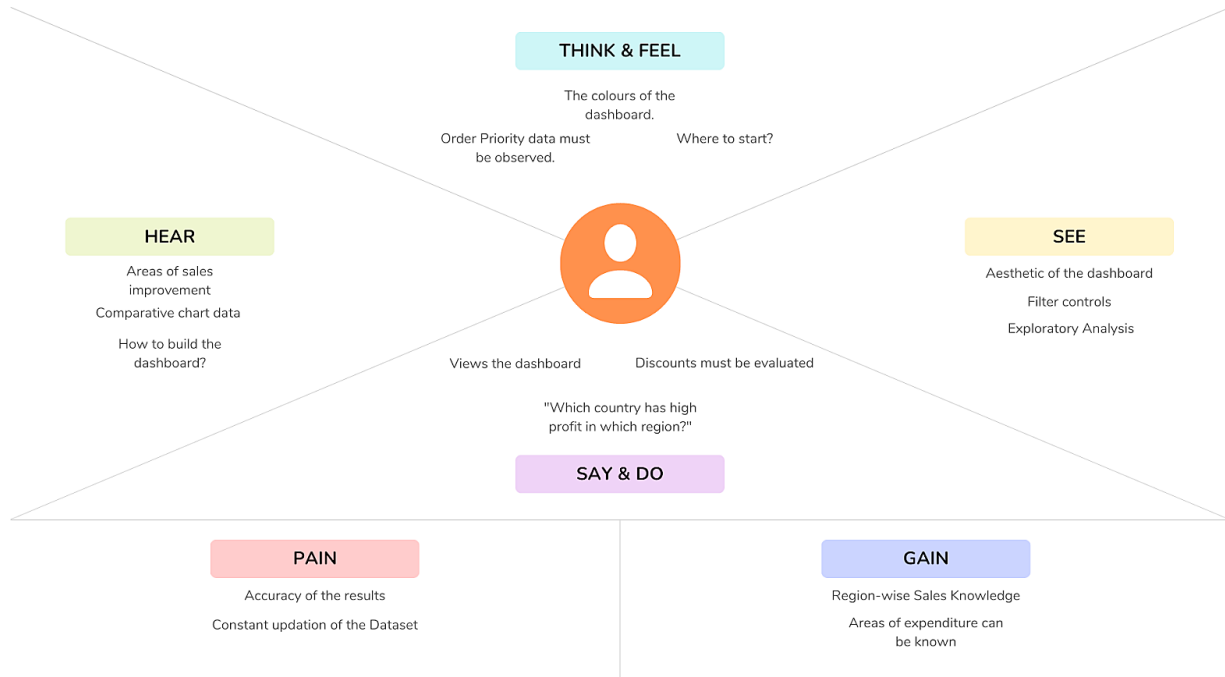 THINK & FEEL
The colours of the
dashboard.
Order Priority data must
be observed.
Where to start?
HEAR
Areas of sales
improvement
Comparative chart data
How to build the
dashboard?
SEE
Aesthetic of the dashboard
Filter controls
Exploratory Analysis
Views the dashboard
Discounts must be evaluated
"Which country has high
profit in which region?"
SAY & DO
PAIN
Accuracy of the results
Constant updation of the Dataset
GAIN
Region-wise Sales Knowledge
Areas of expenditure can
be known